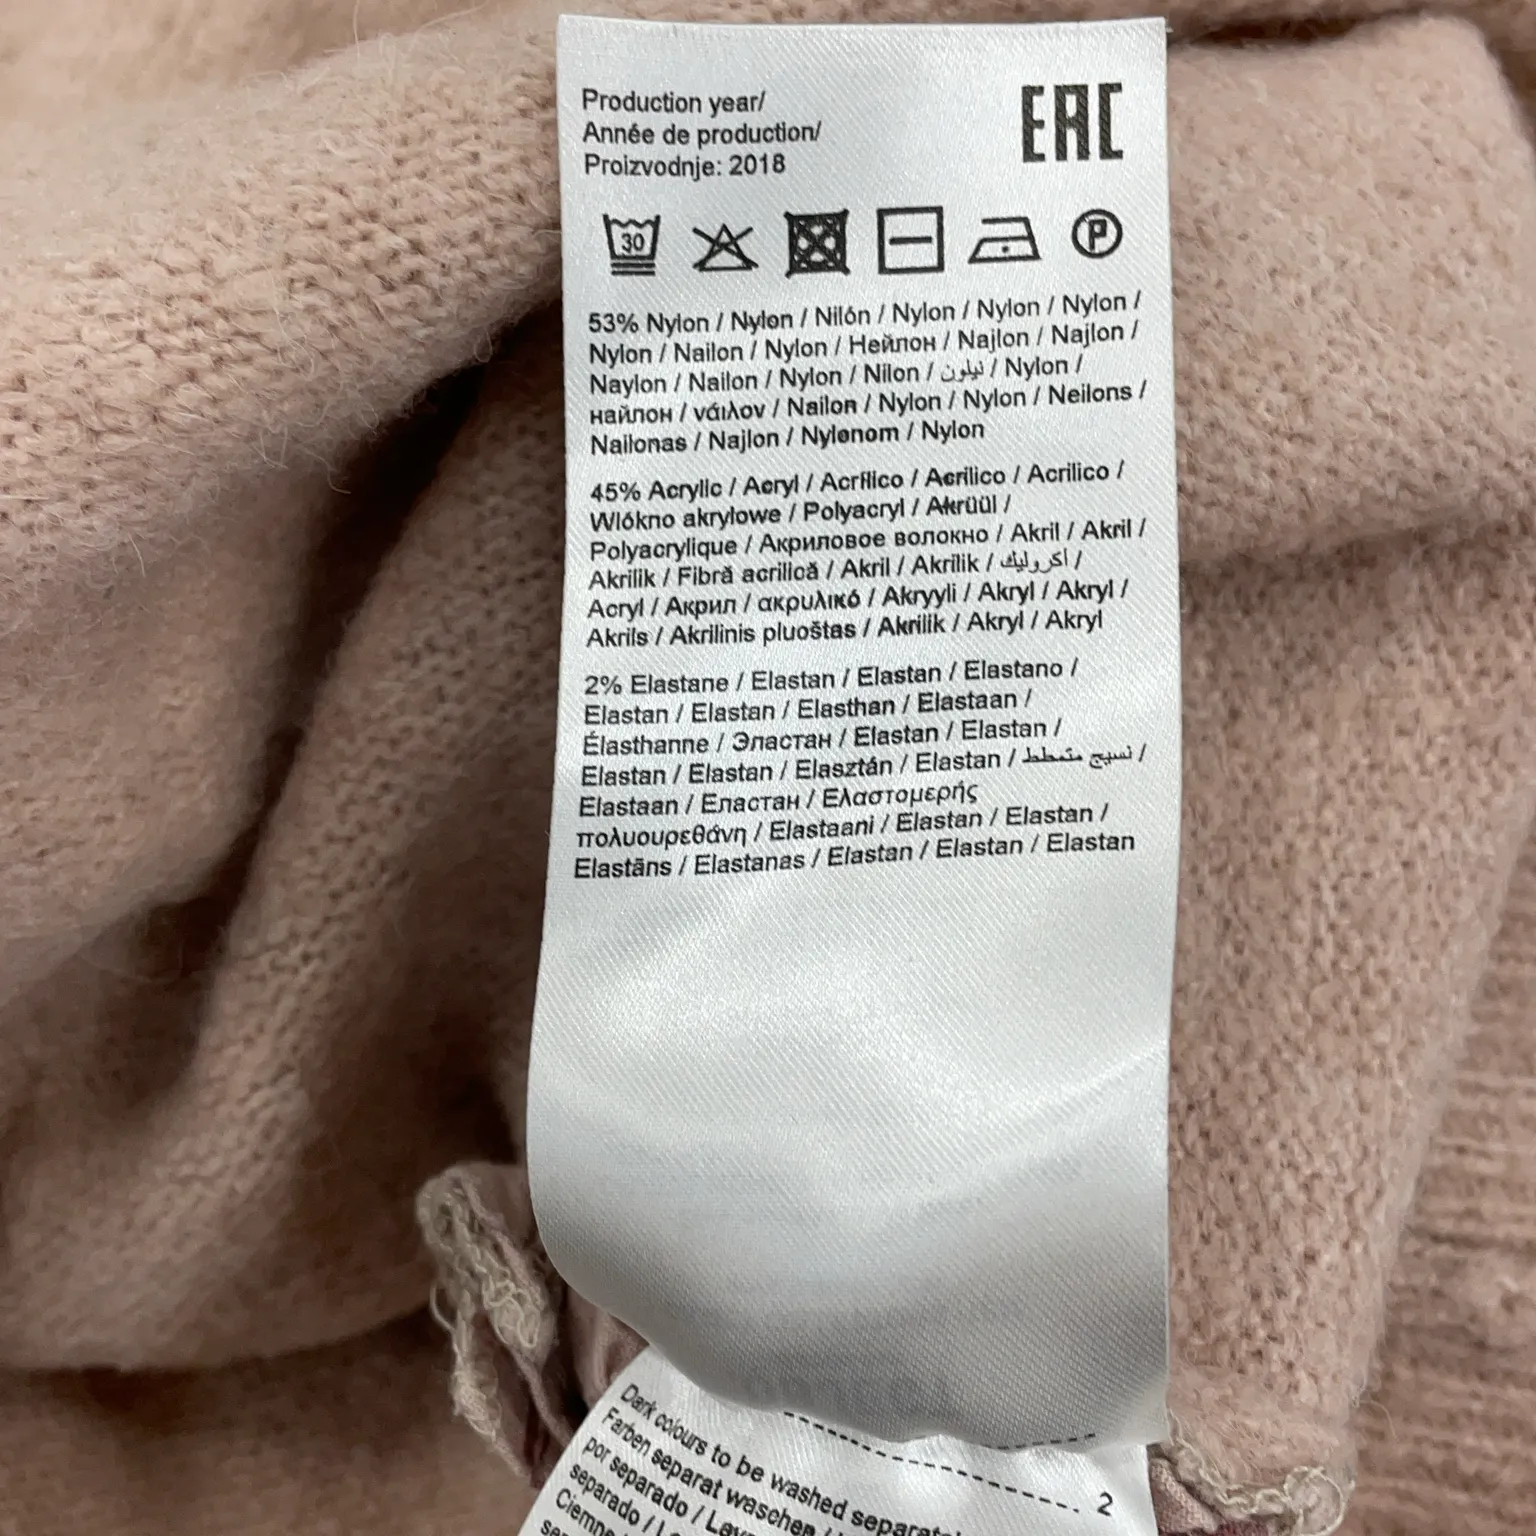 Production year/
Année de production/
Proizvodnje: 2018
EAC
30
P
53% Nylon / Nylon / Nilón / Nylon / Nylon / Nylon /
Nylon / Nailon / Nylon / Нейлон / Najlon / Najlon /
Naylon / Nailon / Nylon / Nilon / نيلون / Nylon /
найлон / νάιλον / Nailon / Nylon / Nylon / Neilons /
Nailonas / Najlon / Nylonom / Nylon
45% Acrylic / Acryl / Acrílico / Acrilico / Acrilico /
Wlókno akrylowe / Polyacryl / Akrüül /
Polyacrylique / Акриловое волокно / Akril / Akril /
Akrilik / Fibră acrilică / Akril / Akrilik / أكروليك /
Acryl / Акрил / ακρυλικό / Akryyli / Akryl / Akryl /
Akrils / Akrilinis pluoštas / Akrilik / Akryl / Akryl
2% Elastane / Elastan / Elastan / Elastano /
Elastan / Elastan / Elasthan / Elastaan /
Élasthanne / Эластан / Elastan / Elastan /
Elastan / Elastan / Elasztán / Elastan / نسيج متمطط /
Elastaan / Еластан / Ελαστομερής
πολυουρεθάνη / Elastaani / Elastan / Elastan /
Elastāns / Elastanas / Elastan / Elastan / Elastan
2
Dark colours to be washed
Farben separat waschen /
por separado /
separado /